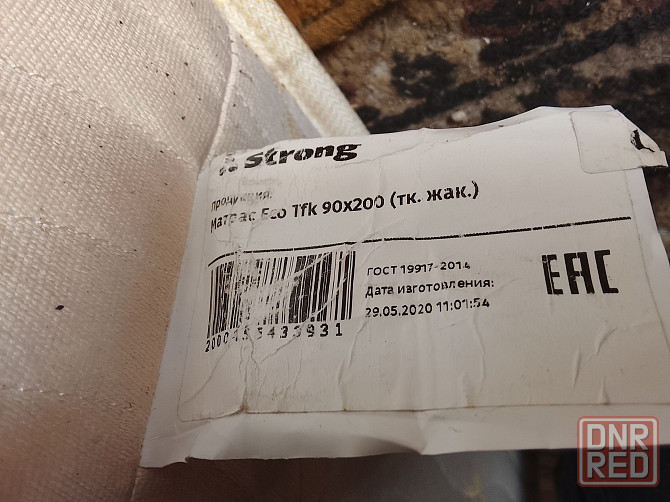 Strong
Продукция:
Матрас Eco Tfk 90x200 (тк. жак.)
ГОСТ 19917-2014
Дата изготовления:
29.05.2020 11:01:54
EAC
DNR
RED